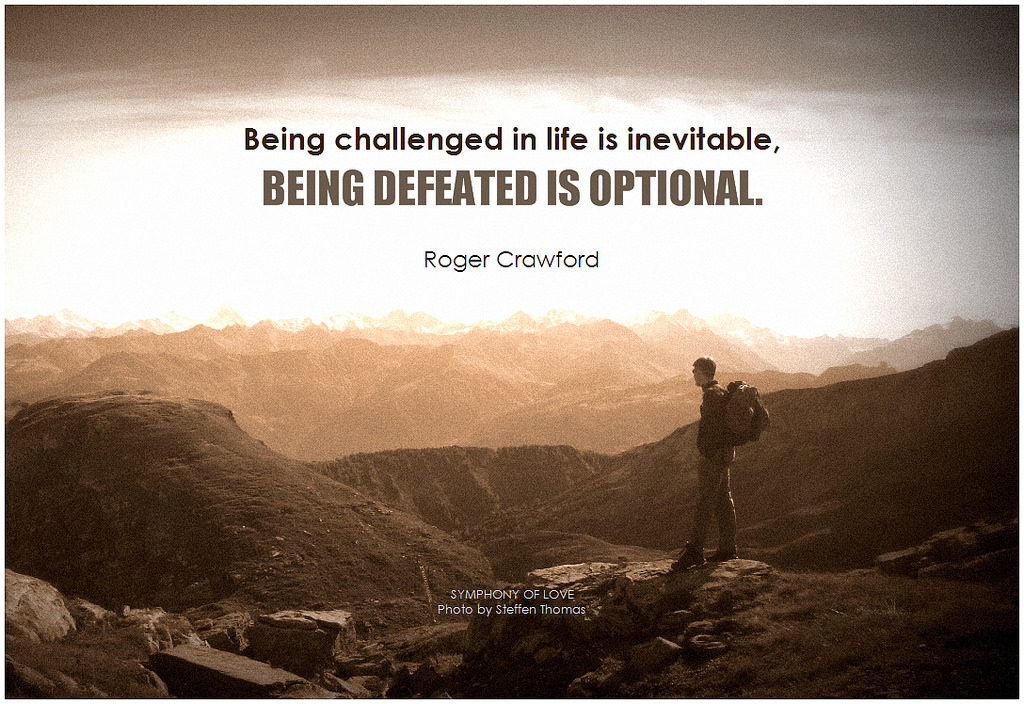 Being challenged in life is inevitable,
BEING DEFEATED IS OPTIONAL.
Roger Crawford
SYMPHONY OF LOVE
Photo by Steffen Thomas